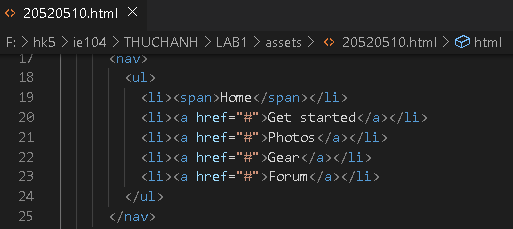 20520510.html
F: > hk5 > ie104 > THUCHANH > LAB1 > assets > 20520510.html > html
17 <nav>
18 <ul>
19 <li><span>Home</span></li>
20 <li><a href="#">Get started</a></li>
21 <li><a href="#">Photos</a></li>
22 <li><a href="#">Gear</a></li>
23 <li><a href="#">Forum</a></li>
24 </ul>
25 </nav>